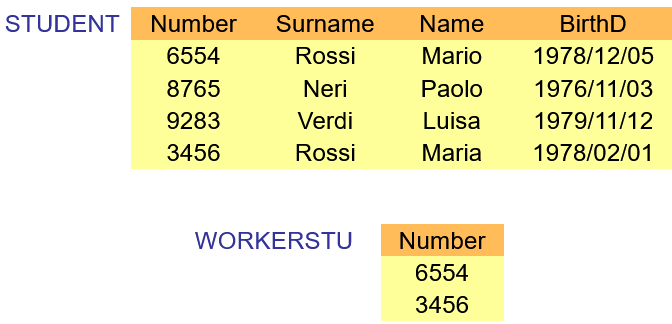 STUDENT Number Surname Name BirthD
6554 Rossi Mario 1978/12/05
8765 Neri Paolo 1976/11/03
9283 Verdi Luisa 1979/11/12
3456 Rossi Maria 1978/02/01
WORKERSTU Number
6554
3456